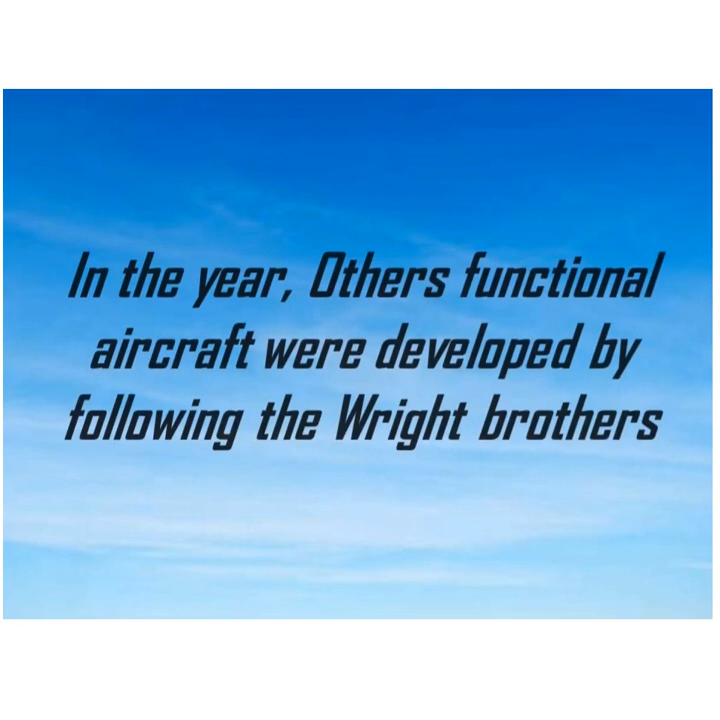 In the year, Others functional
aircraft were developed by
following the Wright brothers